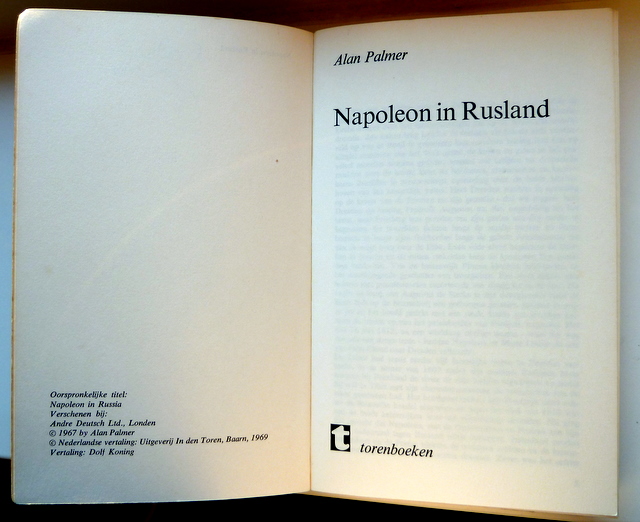 Oorspronkelijke titel:
Napoleon in Russia
Verschenen bij:
Andre Deutsch Ltd., Londen
© 1967 by Alan Palmer
© Nederlandse vertaling: Uitgeverij In den Toren, Baarn, 1969
Vertaling: Dolf Koning
Alan Palmer
Napoleon in Rusland
t torenboeken